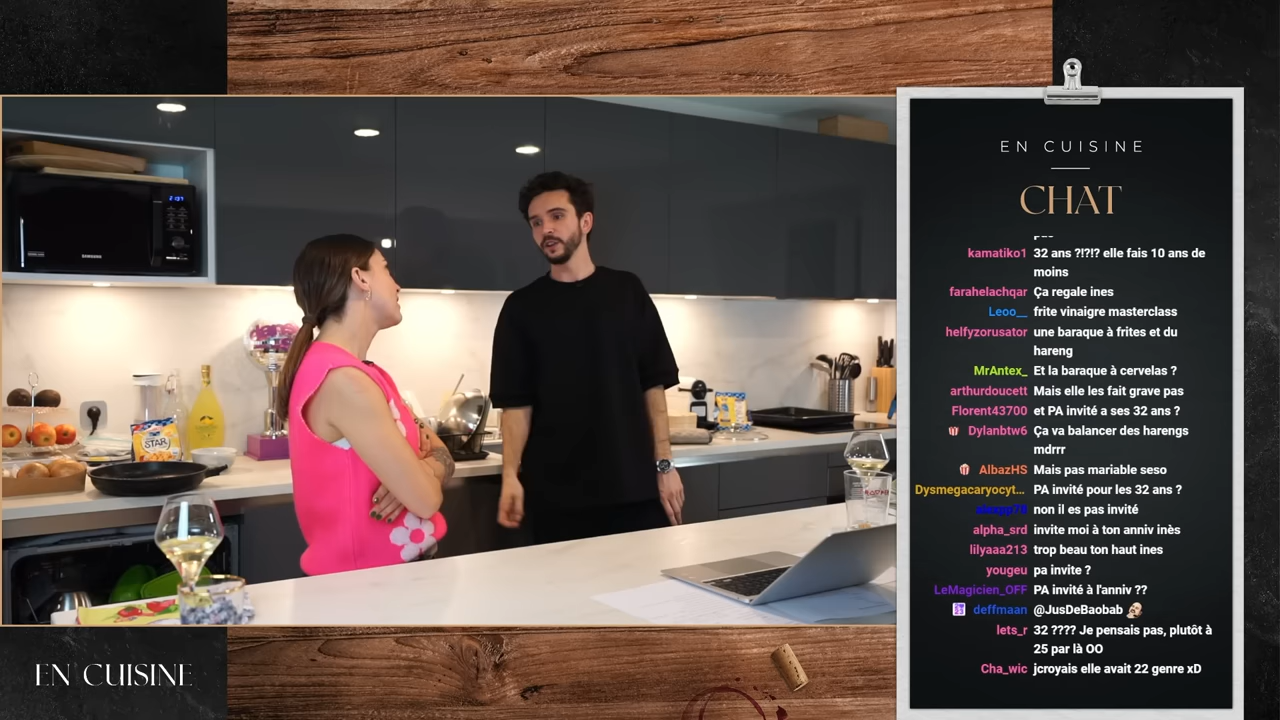 EN CUISINE
CHAT
kamatiko1 32 ans ?!?!? elle fais 10 ans de
moins
farahelachqar Ça regale ines
Leoo__ frite vinaigre masterclass
helfyzorusator une baraque à frites et du
hareng
MrAntex_ Et la baraque à cervelas ?
arthurdoucett Mais elle les fait grave pas
Florent43700 et PA invité a ses 32 ans ?
Dylanbtw6 Ça va balancer des harengs
mdrrr
AlbazHS Mais pas mariable seso
Dysmegacaryocyt... PA invité pour les 32 ans ?
non il es pas invité
alpha_srd invite moi à ton anniv inès
lilyaaa213 trop beau ton haut ines
yougeu pa invite ?
LeMagicien_OFF PA invité à l'anniv ??
deffmaan @JusDeBaobab
lets_r 32 ???? Je pensais pas, plutôt à
25 par là OO
Cha_wic jcroyais elle avait 22 genre xD
SAMSUNG
STAR
EN CUISINE